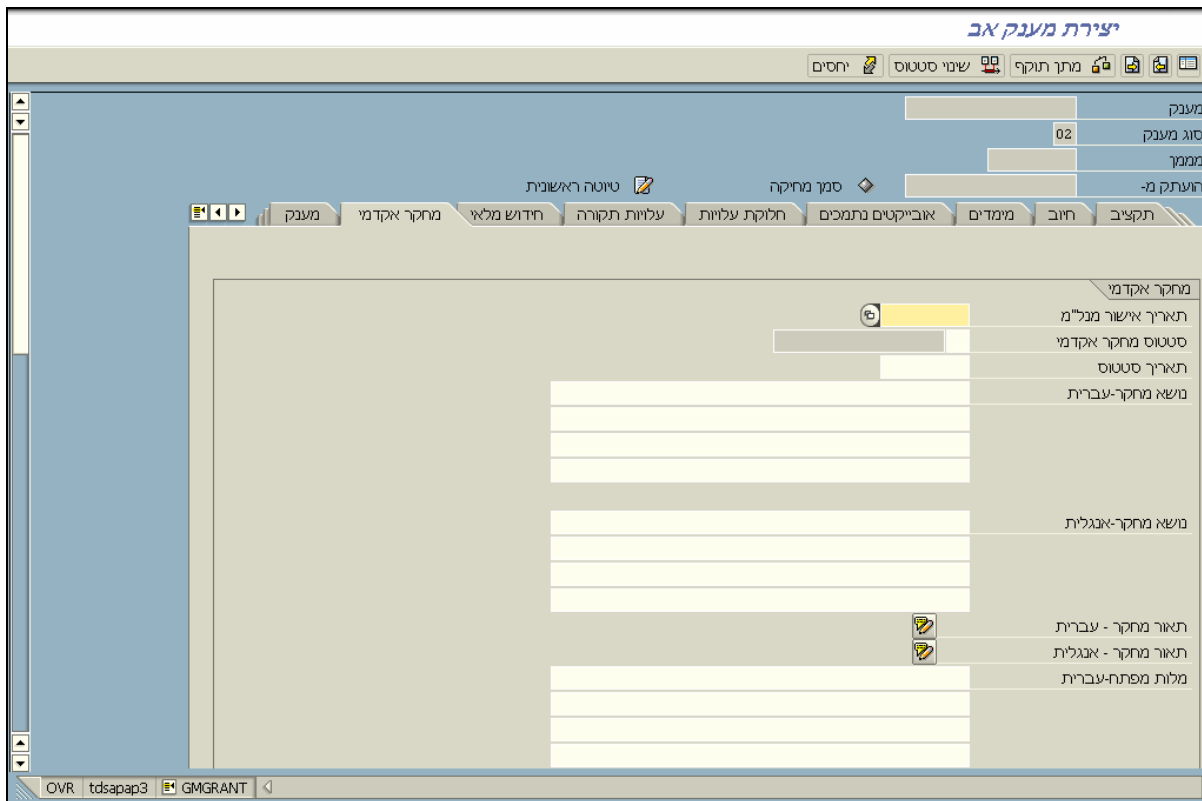 יצירת מענק אב
מתן תוקף שינוי סטטוס יחסים
מענק
סוג מענק 02
מממן
הועתק מ- סמן מחיקה טיוטה ראשונית
תקציב חיוב מימדים אובייקטים נתמכים חלוקת עלויות עלויות תקורה חידוש מלאי מחקר אקדמי מענק
מחקר אקדמי
תאריך אישור מנל"מ
סטטוס מחקר אקדמי
תאריך סטטוס
נושא מחקר-עברית
נושא מחקר-אנגלית
תאור מחקר - עברית
תאור מחקר - אנגלית
מלות מפתח-עברית
OVR tdsapap3 GMGRANT